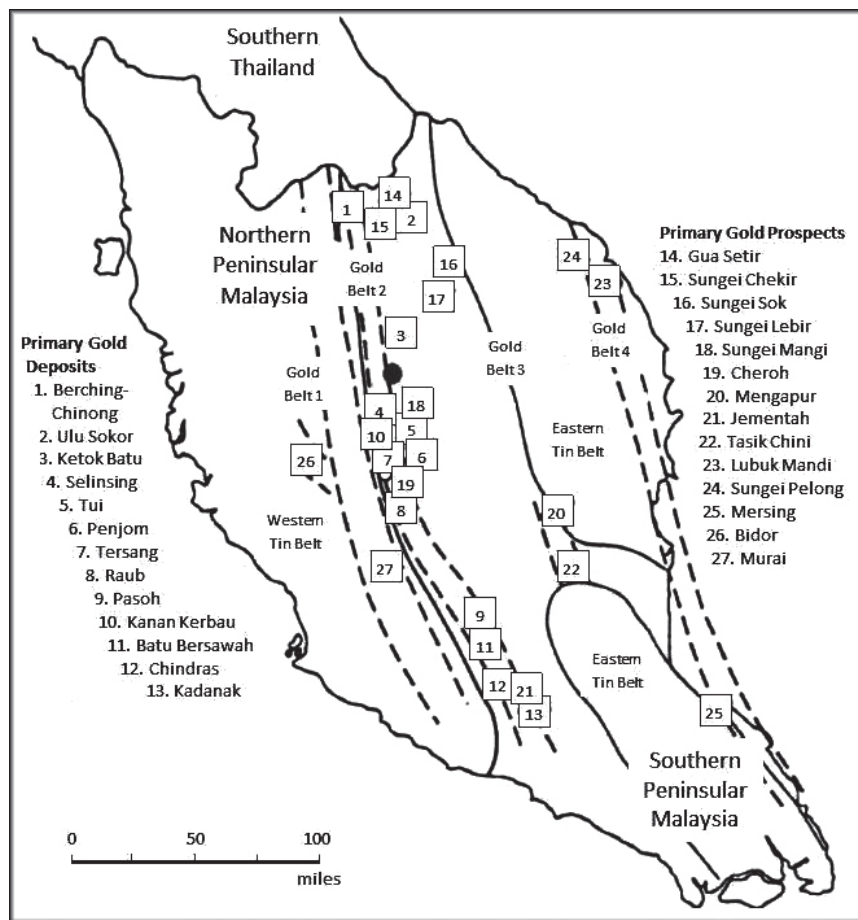 Southern
Thailand
Northern
Peninsular
Malaysia
Gold
Belt 2
1
14
15
2
16
17
3
24
23
Primary Gold Prospects
14. Gua Setir
15. Sungei Chekir
16. Sungei Sok
17. Sungei Lebir
18. Sungei Mangi
19. Cheroh
20. Mengapur
21. Jementah
22. Tasik Chini
23. Lubuk Mandi
24. Sungei Pelong
25. Mersing
26. Bidor
27. Murai
Primary Gold
Deposits
1. Berching-
Chinong
2. Ulu Sokor
3. Ketok Batu
4. Selinsing
5. Tui
6. Penjom
7. Tersang
8. Raub
9. Pasoh
10. Kanan Kerbau
11. Batu Bersawah
12. Chindras
13. Kadanak
Gold
Belt 1
Gold
Belt 3
Gold
Belt 4
4
18
5
10
6
7
26
19
8
Eastern
Tin Belt
Western
Tin Belt
20
27
22
9
11
12
21
13
Eastern
Tin Belt
25
Southern
Peninsular
Malaysia
0 50 100
miles